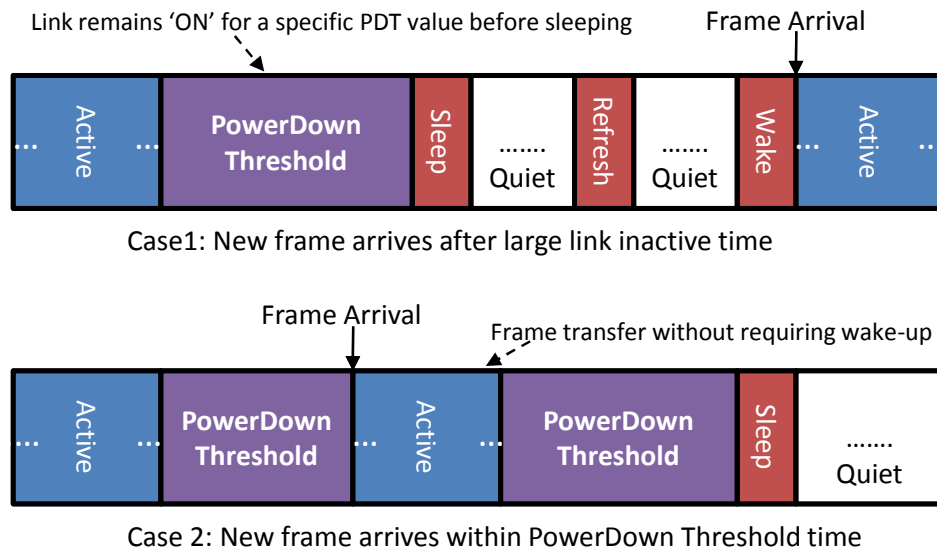 Link remains ‘ON’ for a specific PDT value before sleeping
Frame Arrival
... Active ...
PowerDown
Threshold
Sleep
.......
Quiet
Refresh
.......
Quiet
Wake
... Active ...
Case1: New frame arrives after large link inactive time
Frame Arrival
Frame transfer without requiring wake-up
... Active ...
PowerDown
Threshold
... Active ...
PowerDown
Threshold
Sleep
.......
Quiet
Case 2: New frame arrives within PowerDown Threshold time